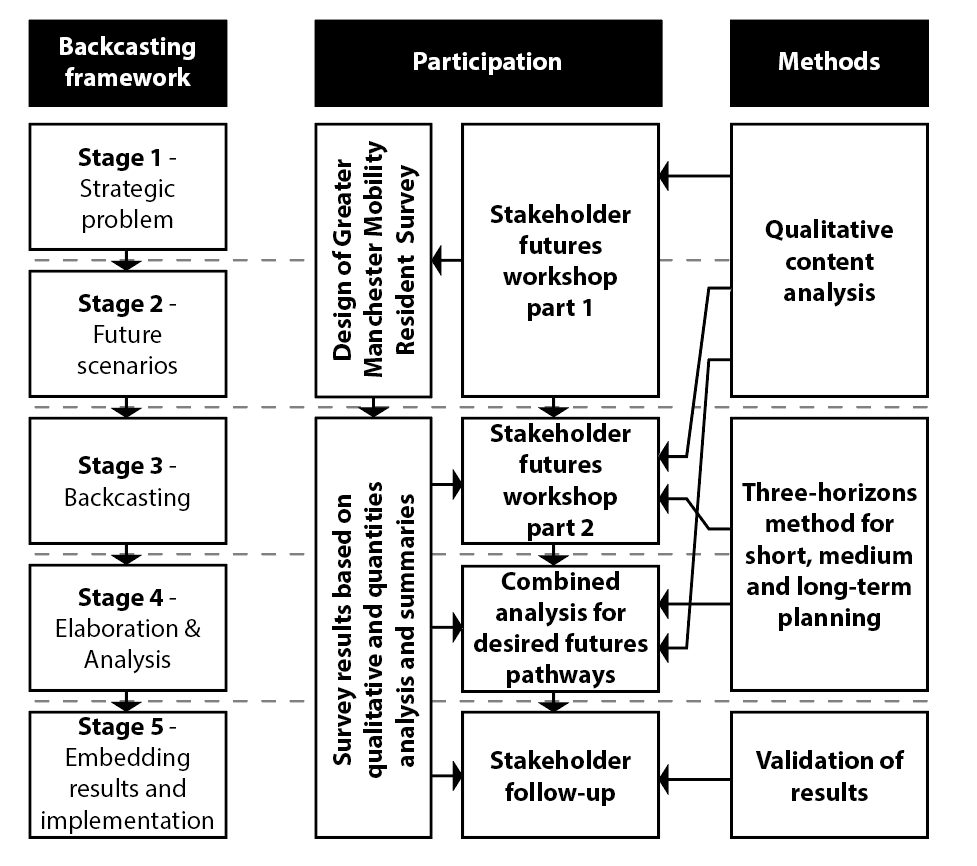 Backcasting
framework
Participation
Methods
Stage 1 -
Strategic
problem
Stage 2 -
Future
scenarios
Stage 3 -
Backcasting
Stage 4 -
Elaboration &
Analysis
Stage 5 -
Embedding
results and
implementation
Design of Greater
Manchester Mobility
Resident Survey
Survey results based on
qualitative and quantities
analysis and summaries
Stakeholder
futures
workshop
part 1
Stakeholder
futures
workshop
part 2
Combined
analysis for
desired futures
pathways
Stakeholder
follow-up
Qualitative
content
analysis
Three-horizons
method for
short, medium
and long-term
planning
Validation of
results